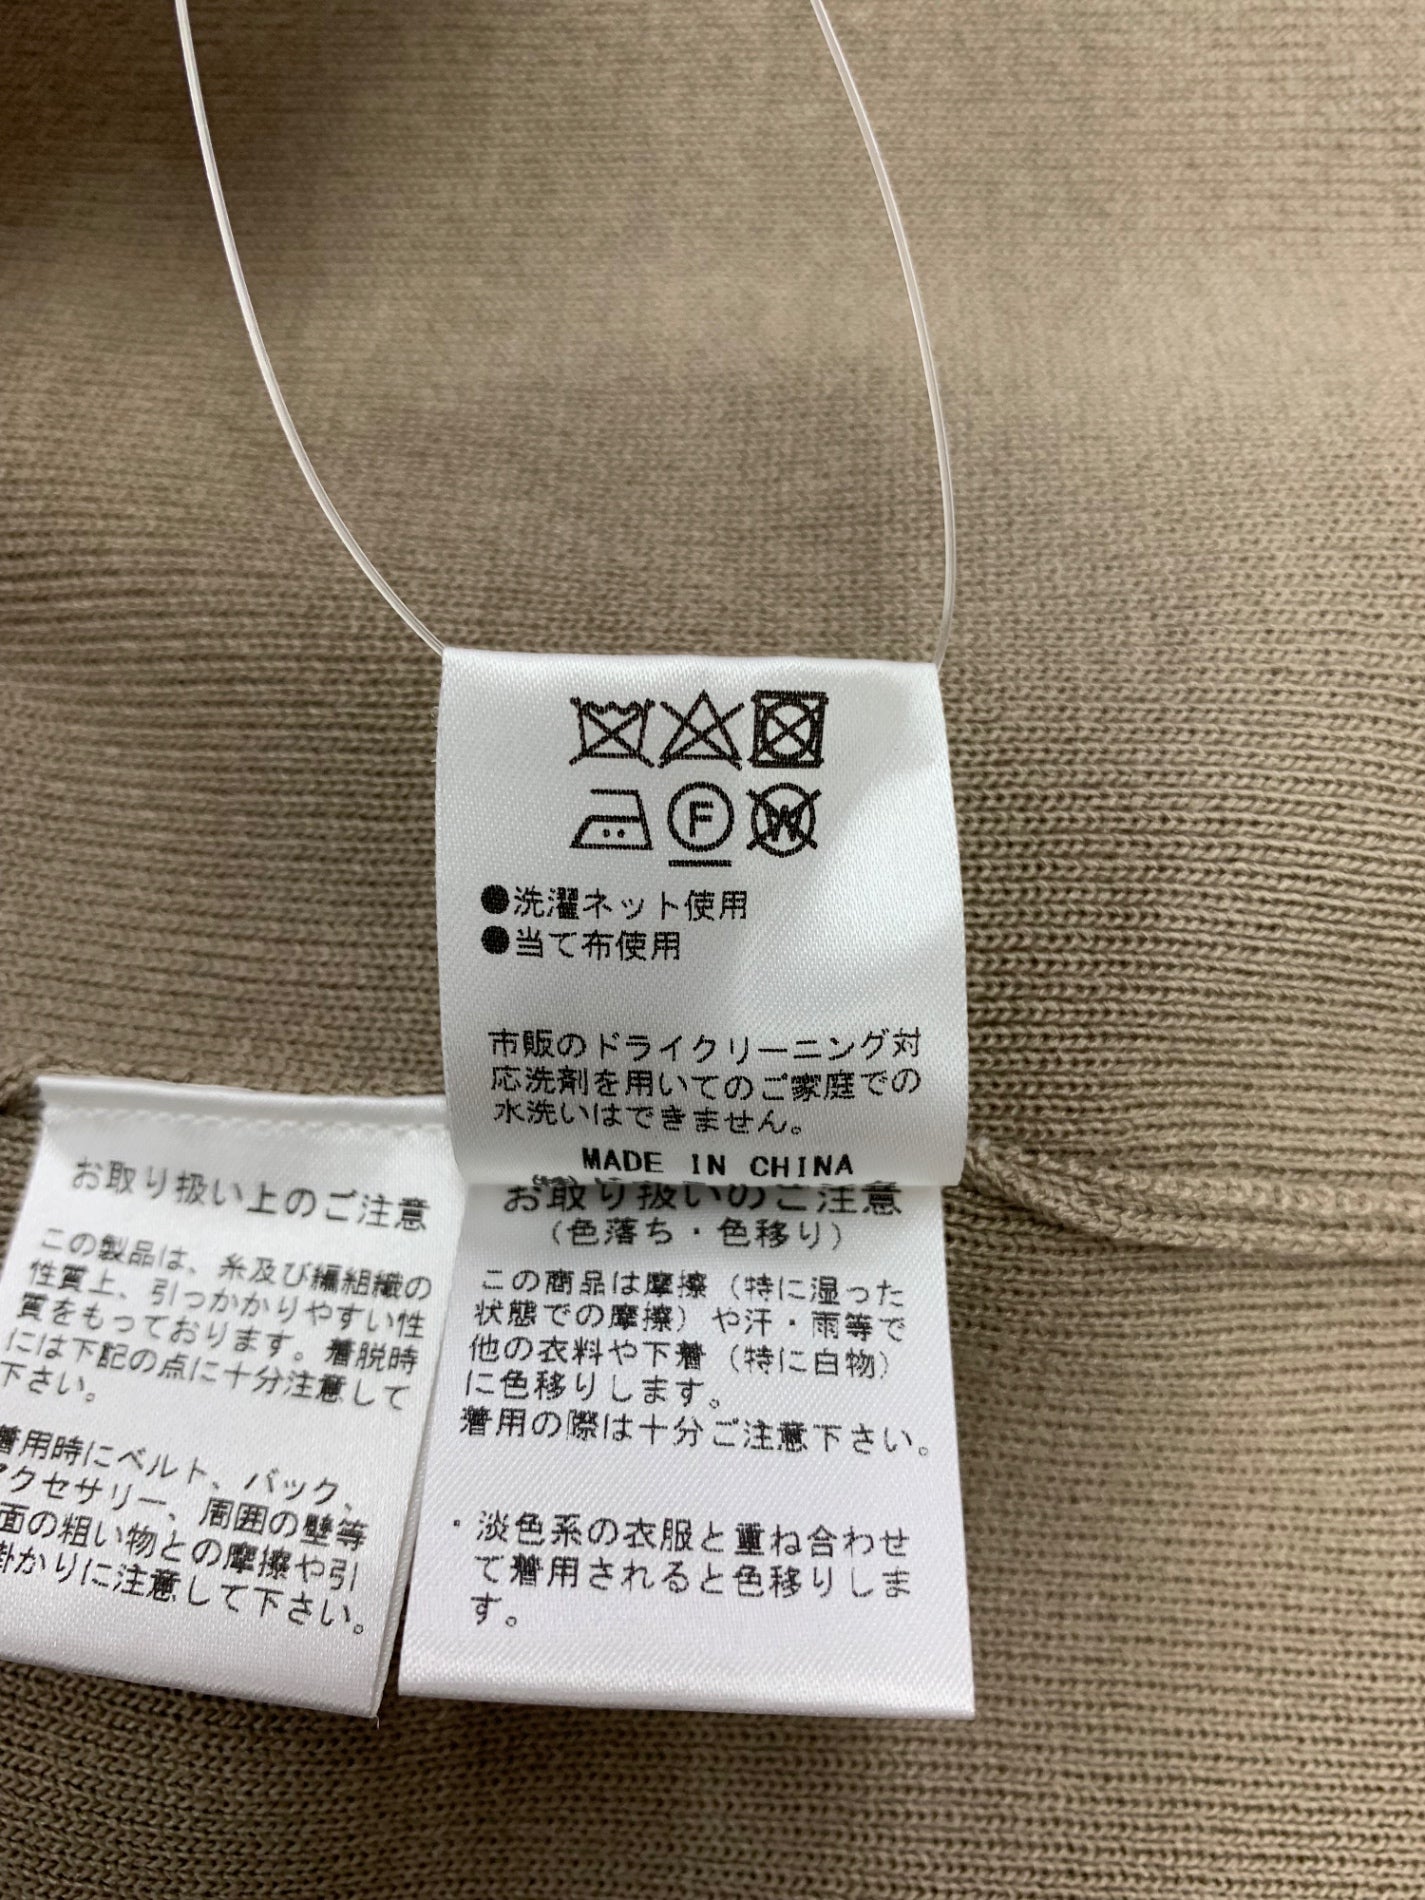 F
W
●洗濯ネット使用
●当て布使用
市販のドライクリーニング対
応洗剤を用いてのご家庭での
水洗いはできません。
MADE IN CHINA
お取り扱いのご注意
(色落ち・色移り)
この商品は摩擦(特に湿った
状態での摩擦)や汗・雨等で
他の衣料や下着(特に白物)
に色移りします。
着用の際は十分ご注意下さい。
・淡色系の衣服と重ね合わせ
て着用されると色移りしま
す。
お取り扱い上のご注意
この製品は、糸及び編組織の
性質上、引っかかりやすい性
質をもっております。着脱時
には下記の点に十分注意して
下さい。
着用時にベルト、バック、
アクセサリー、周囲の壁等
面の粗い物との摩擦や引
掛かりに注意して下さい。